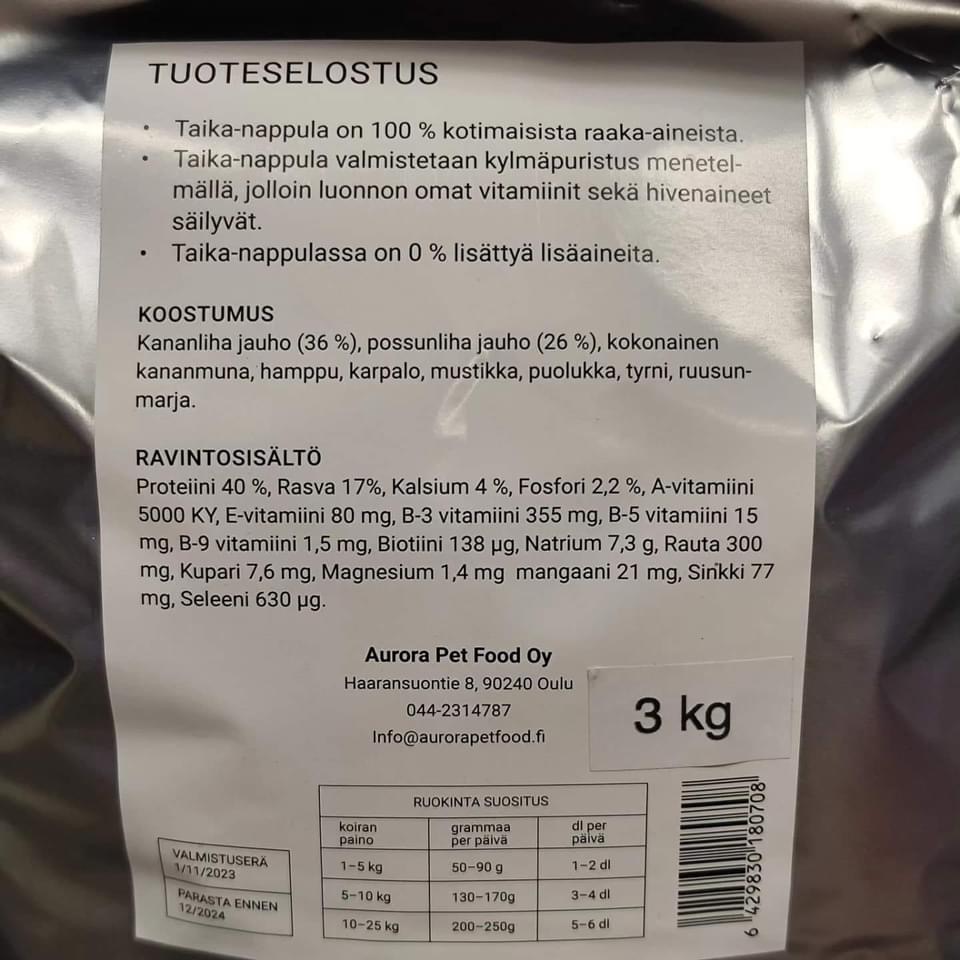 TUOTESELOSTUS
• Taika-nappula on 100 % kotimaisista raaka-aineista.
• Taika-nappula valmistetaan kylmäpuristus menetel-
mällä, jolloin luonnon omat vitamiinit sekä hivenaineet
säilyvät.
• Taika-nappulassa on 0 % lisättyä lisäaineita.
KOOSTUMUS
Kananliha jauho (36 %), possunliha jauho (26 %), kokonainen
kananmuna, hamppu, karpalo, mustikka, puolukka, tyrni, ruusun-
marja.
RAVINTOSISÄLTÖ
Proteiini 40 %, Rasva 17%, Kalsium 4 %, Fosfori 2,2 %, A-vitamiini
5000 KY, E-vitamiini 80 mg, B-3 vitamiini 355 mg, B-5 vitamiini 15
mg, B-9 vitamiini 1,5 mg, Biotiini 138 µg, Natrium 7,3 g, Rauta 300
mg, Kupari 7,6 mg, Magnesium 1,4 mg mangaani 21 mg, Sinkki 77
mg, Seleeni 630 µg.
Aurora Pet Food Oy
Haaransuontie 8, 90240 Oulu
044-2314787
Info@aurorapetfood.fi
3 kg
VALMISTUSERÄ
1/11/2023
PARASTA ENNEN
12/2024
RUOKINTA SUOSITUS
koiran paino grammaa per päivä dl per päivä
1-5 kg 50-90 g 1-2 dl
5-10 kg 130-170g 3-4 dl
10-25 kg 200-250g 5-6 dl
6 429830 180708